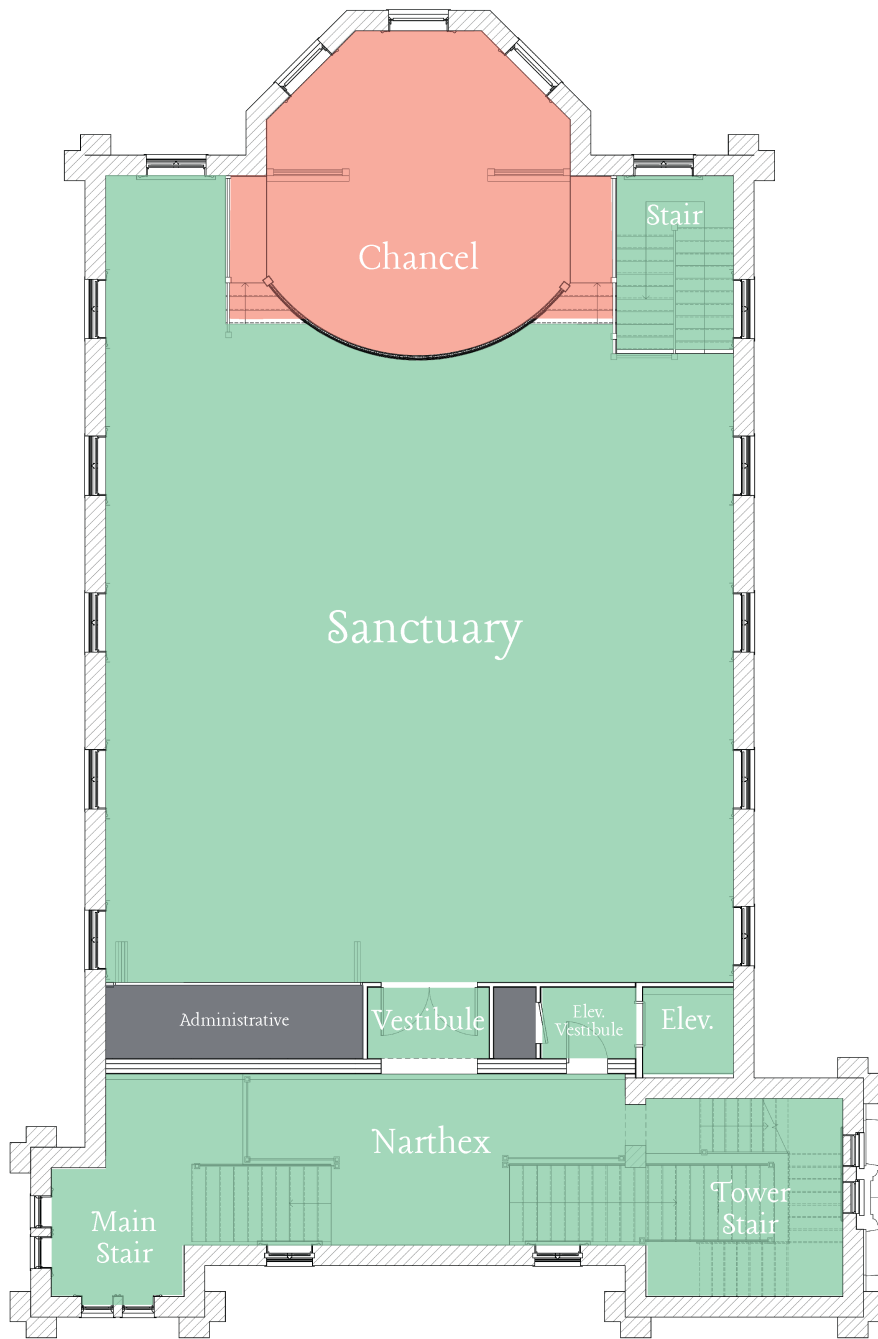 Stair
Chancel
Sanctuary
Administrative
Vestibule
Elev.
Vestibule
Elev.
Narthex
Main
Stair
Tower
Stair